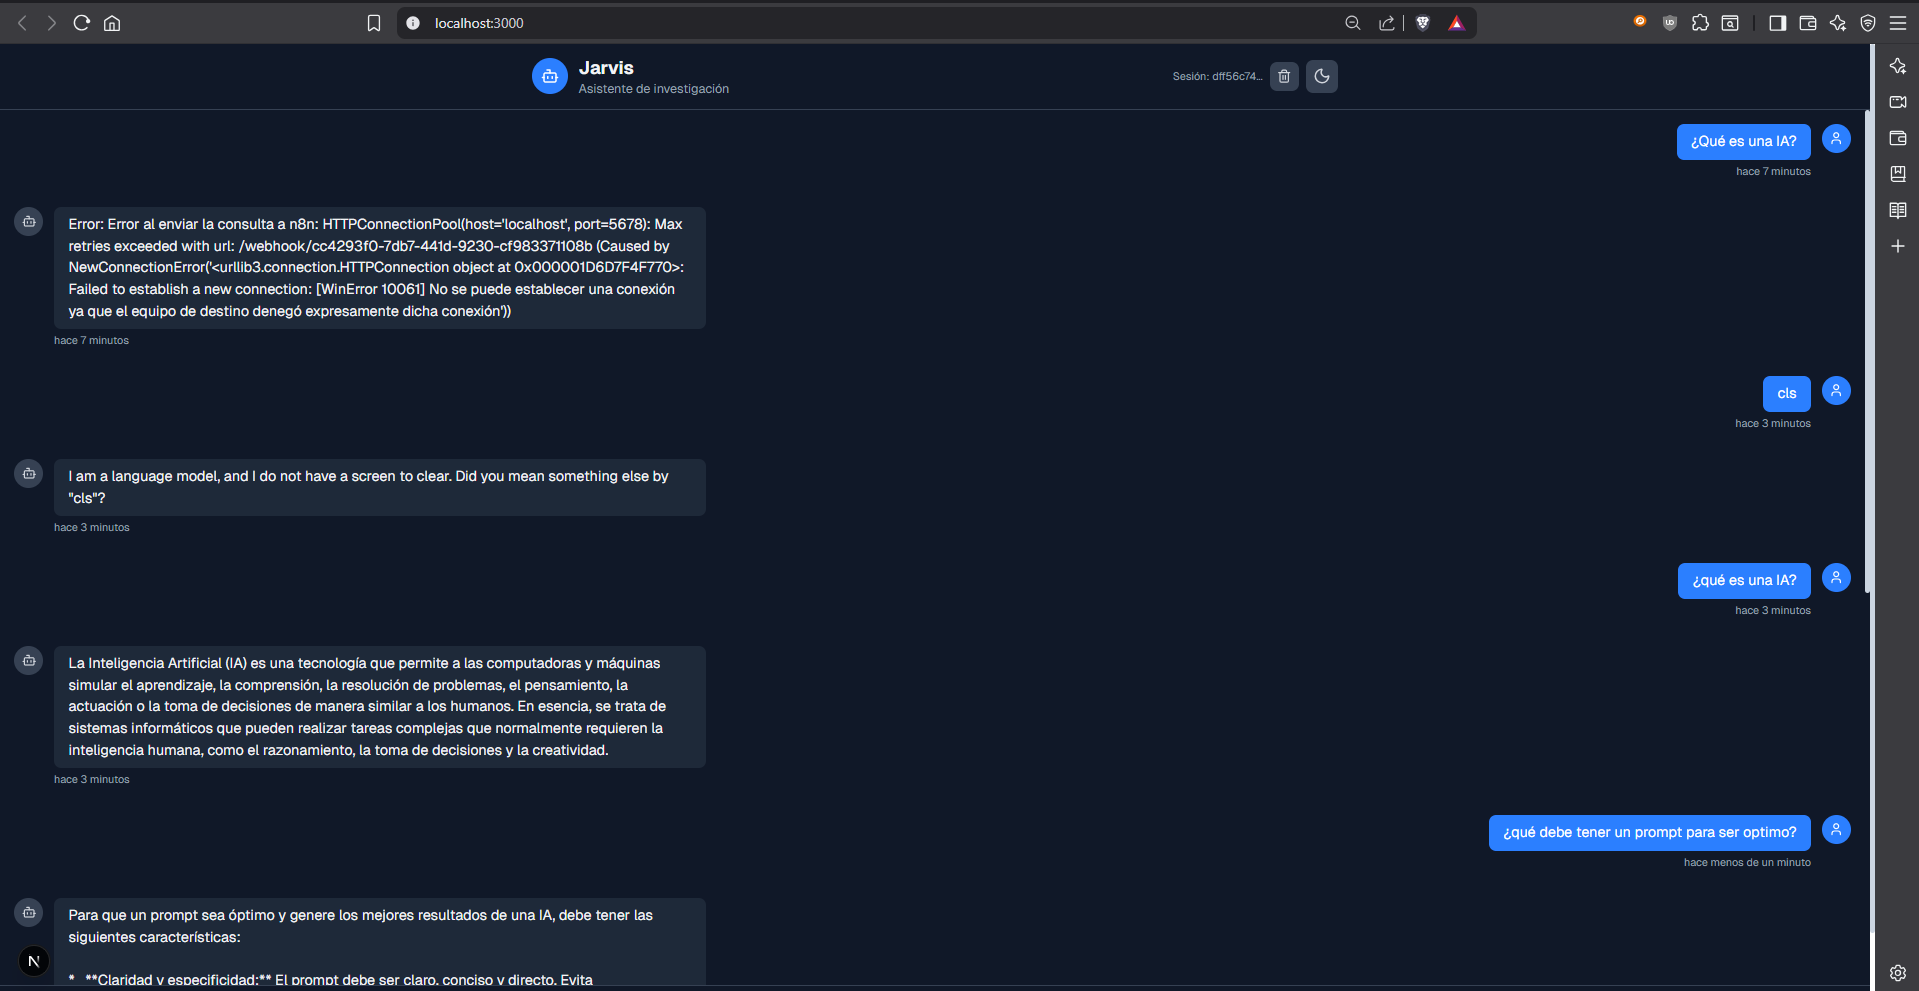 localhost:3000
Jarvis
Asistente de investigación
Sesión: dff56c74...
¿Qué es una IA?
hace 7 minutos
Error: Error al enviar la consulta a n8n: HTTPConnectionPool(host='localhost', port=5678): Max
retries exceeded with url: /webhook/cc4293f0-7db7-441d-9230-cf983371108b (Caused by
NewConnectionError('<urllib3.connection.HTTPConnection object at 0x000001D6D7F4F770>:
Failed to establish a new connection: [WinError 10061] No se puede establecer una conexión
ya que el equipo de destino denegó expresamente dicha conexión'))
hace 7 minutos
cls
hace 3 minutos
I am a language model, and I do not have a screen to clear. Did you mean something else by
"cls"?
hace 3 minutos
¿qué es una IA?
hace 3 minutos
La Inteligencia Artificial (IA) es una tecnología que permite a las computadoras y máquinas
simular el aprendizaje, la comprensión, la resolución de problemas, el pensamiento, la
actuación o la toma de decisiones de manera similar a los humanos. En esencia, se trata de
sistemas informáticos que pueden realizar tareas complejas que normalmente requieren la
inteligencia humana, como el razonamiento, la toma de decisiones y la creatividad.
hace 3 minutos
¿qué debe tener un prompt para ser optimo?
hace menos de un minuto
Para que un prompt sea óptimo y genere los mejores resultados de una IA, debe tener las
siguientes características:
* **Claridad y especificidad:** El prompt debe ser claro, conciso y directo. Evita
N